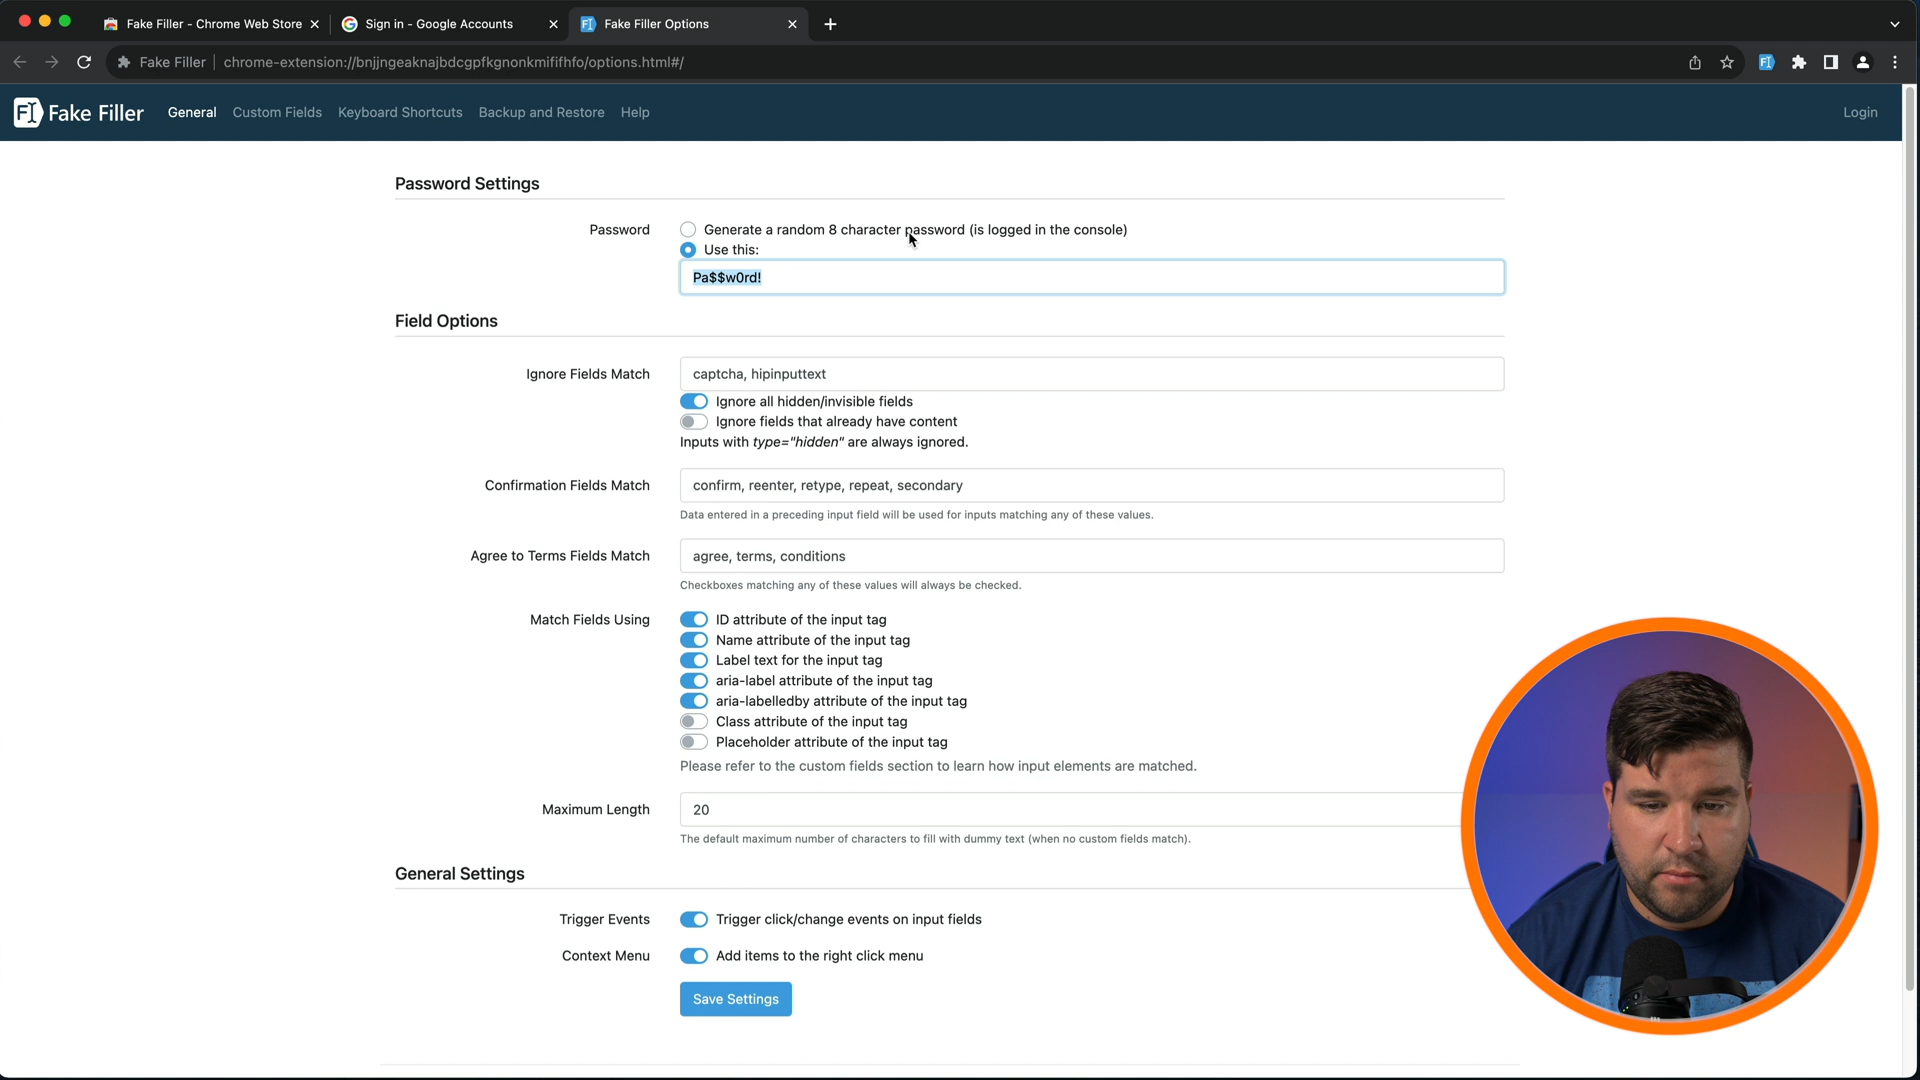 Fake Filler - Chrome Web Store
Sign in - Google Accounts
Fake Filler Options
Fake Filler
chrome-extension://bnjjngeaknajbdcgpfkgnonkmififhfo/options.html#/
Fake Filler
General
Custom Fields
Keyboard Shortcuts
Backup and Restore
Help
Login
Password Settings
Password
Generate a random 8 character password (is logged in the console)
Use this:
Pa$$w0rd!
Field Options
Ignore Fields Match
captcha, hipinputtext
Ignore all hidden/invisible fields
Ignore fields that already have content
Inputs with type="hidden" are always ignored.
Confirmation Fields Match
confirm, reenter, retype, repeat, secondary
Data entered in a preceding input field will be used for inputs matching any of these values.
Agree to Terms Fields Match
agree, terms, conditions
Checkboxes matching any of these values will always be checked.
Match Fields Using
ID attribute of the input tag
Name attribute of the input tag
Label text for the input tag
aria-label attribute of the input tag
aria-labelledby attribute of the input tag
Class attribute of the input tag
Placeholder attribute of the input tag
Please refer to the custom fields section to learn how input elements are matched.
Maximum Length
20
The default maximum number of characters to fill with dummy text (when no custom fields match).
General Settings
Trigger Events
Trigger click/change events on input fields
Context Menu
Add items to the right click menu
Save Settings